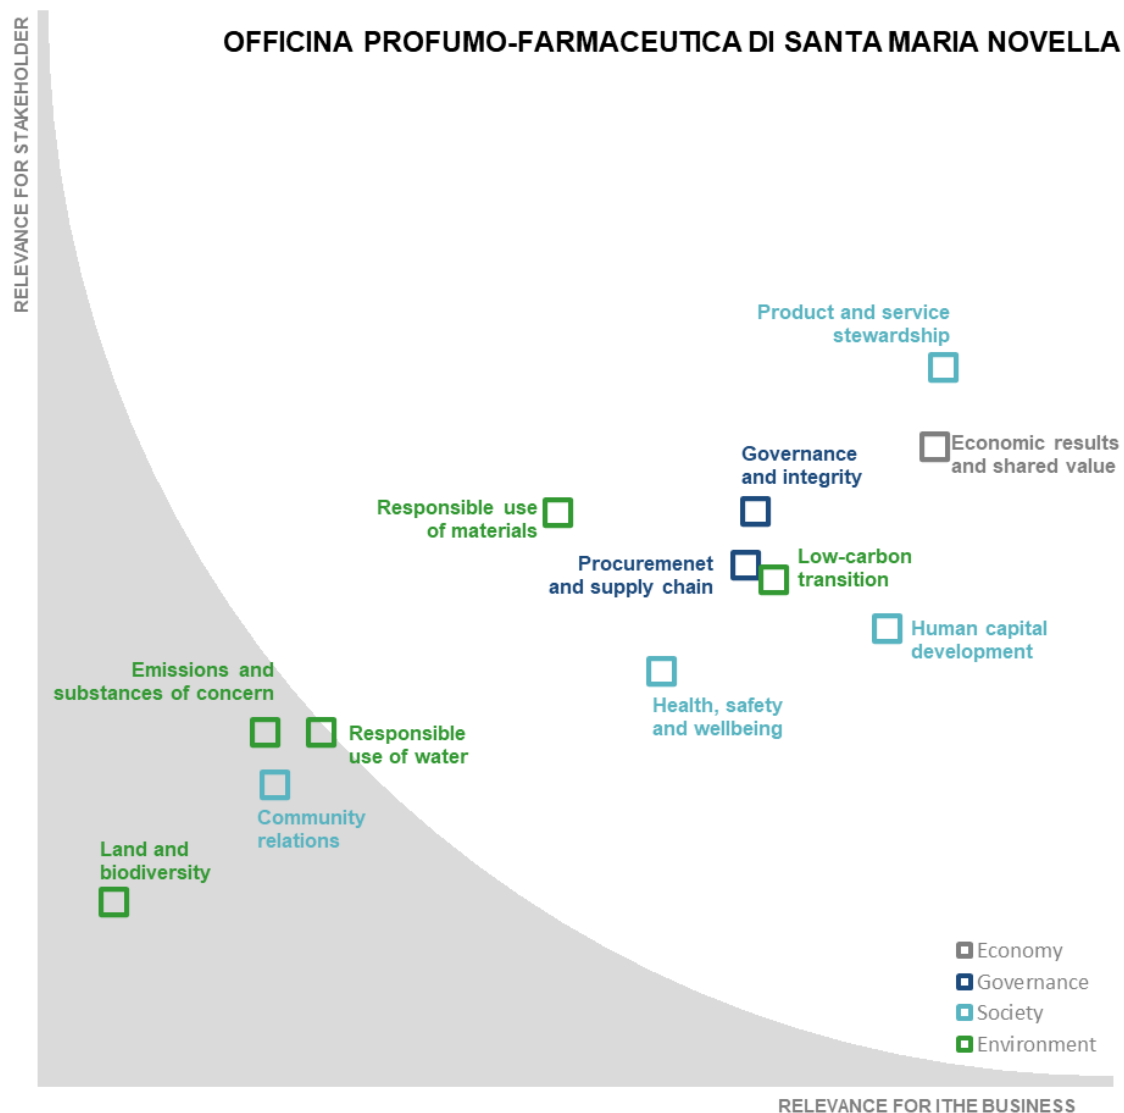 OFFICINA PROFUMO-FARMACEUTICA DI SANTA MARIA NOVELLA
RELEVANCE FOR STAKEHOLDER
Product and service
stewardship
Economic results
and shared value
Governance
and integrity
Responsible use
of materials
Procuremenet
and supply chain
Low-carbon
transition
Human capital
development
Emissions and
substances of concern
Health, safety
and wellbeing
Responsible
use of water
Community
relations
Land and
biodiversity
Economy
Governance
Society
Environment
RELEVANCE FOR ITHE BUSINESS